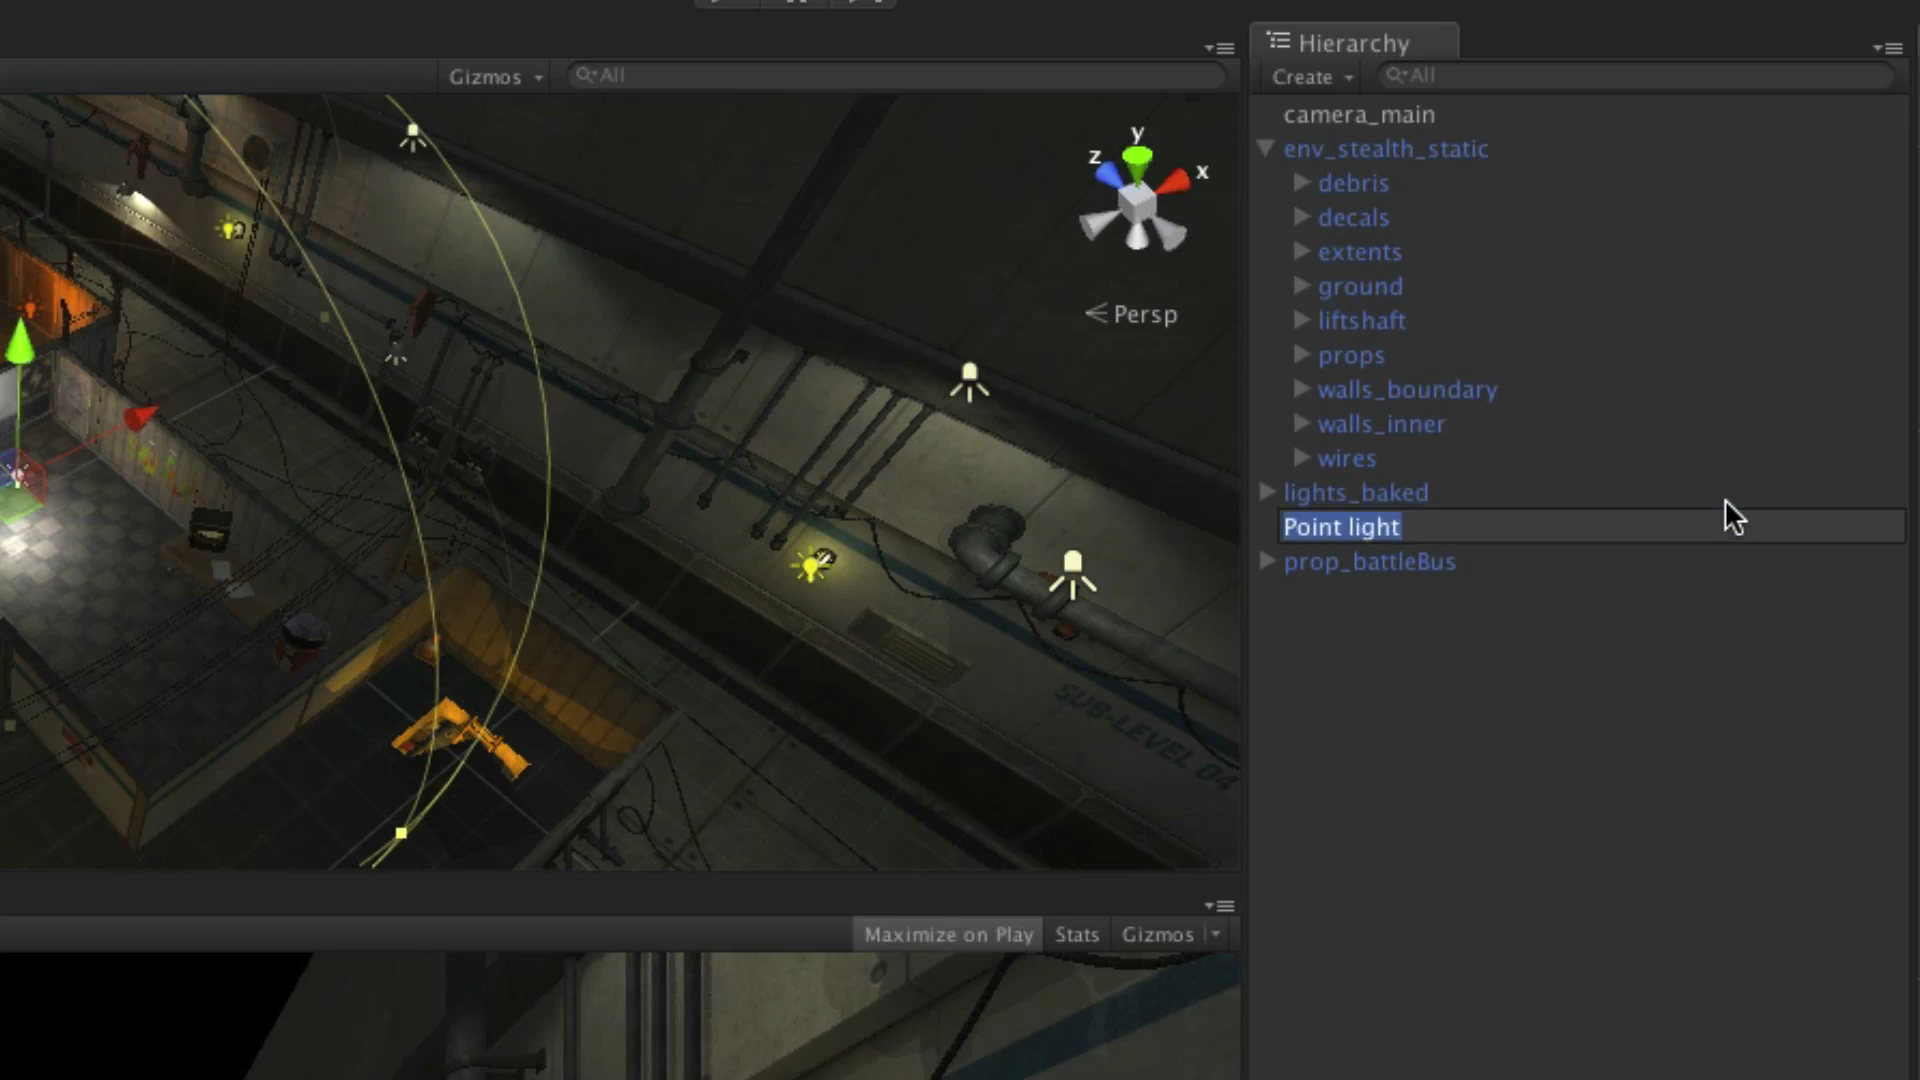 Hierarchy
Gizmos
All
Create
All
camera_main
env_stealth_static
debris
decals
extents
ground
liftshaft
props
walls_boundary
walls_inner
wires
lights_baked
Point light
prop_battleBus
y
z
x
Persp
SUB-LEVEL 04
Maximize on Play
Stats
Gizmos